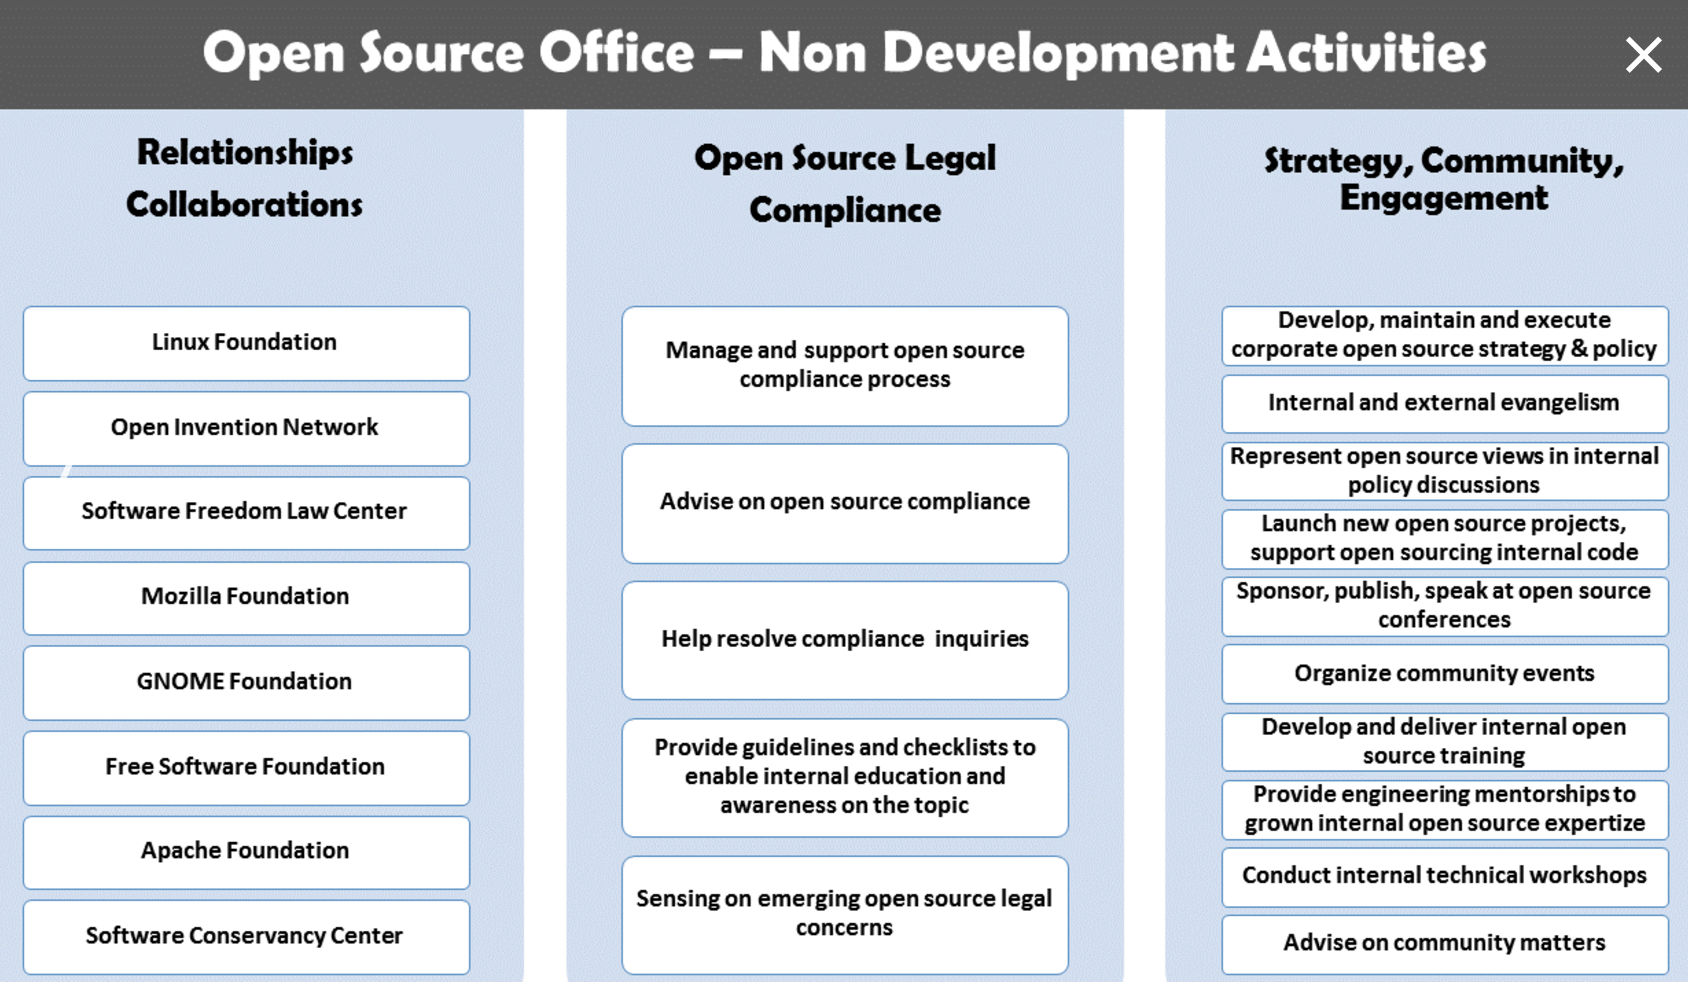 Open Source Office – Non Development Activities
Relationships
Collaborations
Linux Foundation
Open Invention Network
Software Freedom Law Center
Mozilla Foundation
GNOME Foundation
Free Software Foundation
Apache Foundation
Software Conservancy Center
Open Source Legal
Compliance
Manage and support open source
compliance process
Advise on open source compliance
Help resolve compliance inquiries
Provide guidelines and checklists to
enable internal education and
awareness on the topic
Sensing on emerging open source legal
concerns
Strategy, Community,
Engagement
Develop, maintain and execute
corporate open source strategy & policy
Internal and external evangelism
Represent open source views in internal
policy discussions
Launch new open source projects,
support open sourcing internal code
Sponsor, publish, speak at open source
conferences
Organize community events
Develop and deliver internal open
source training
Provide engineering mentorships to
grown internal open source expertize
Conduct internal technical workshops
Advise on community matters